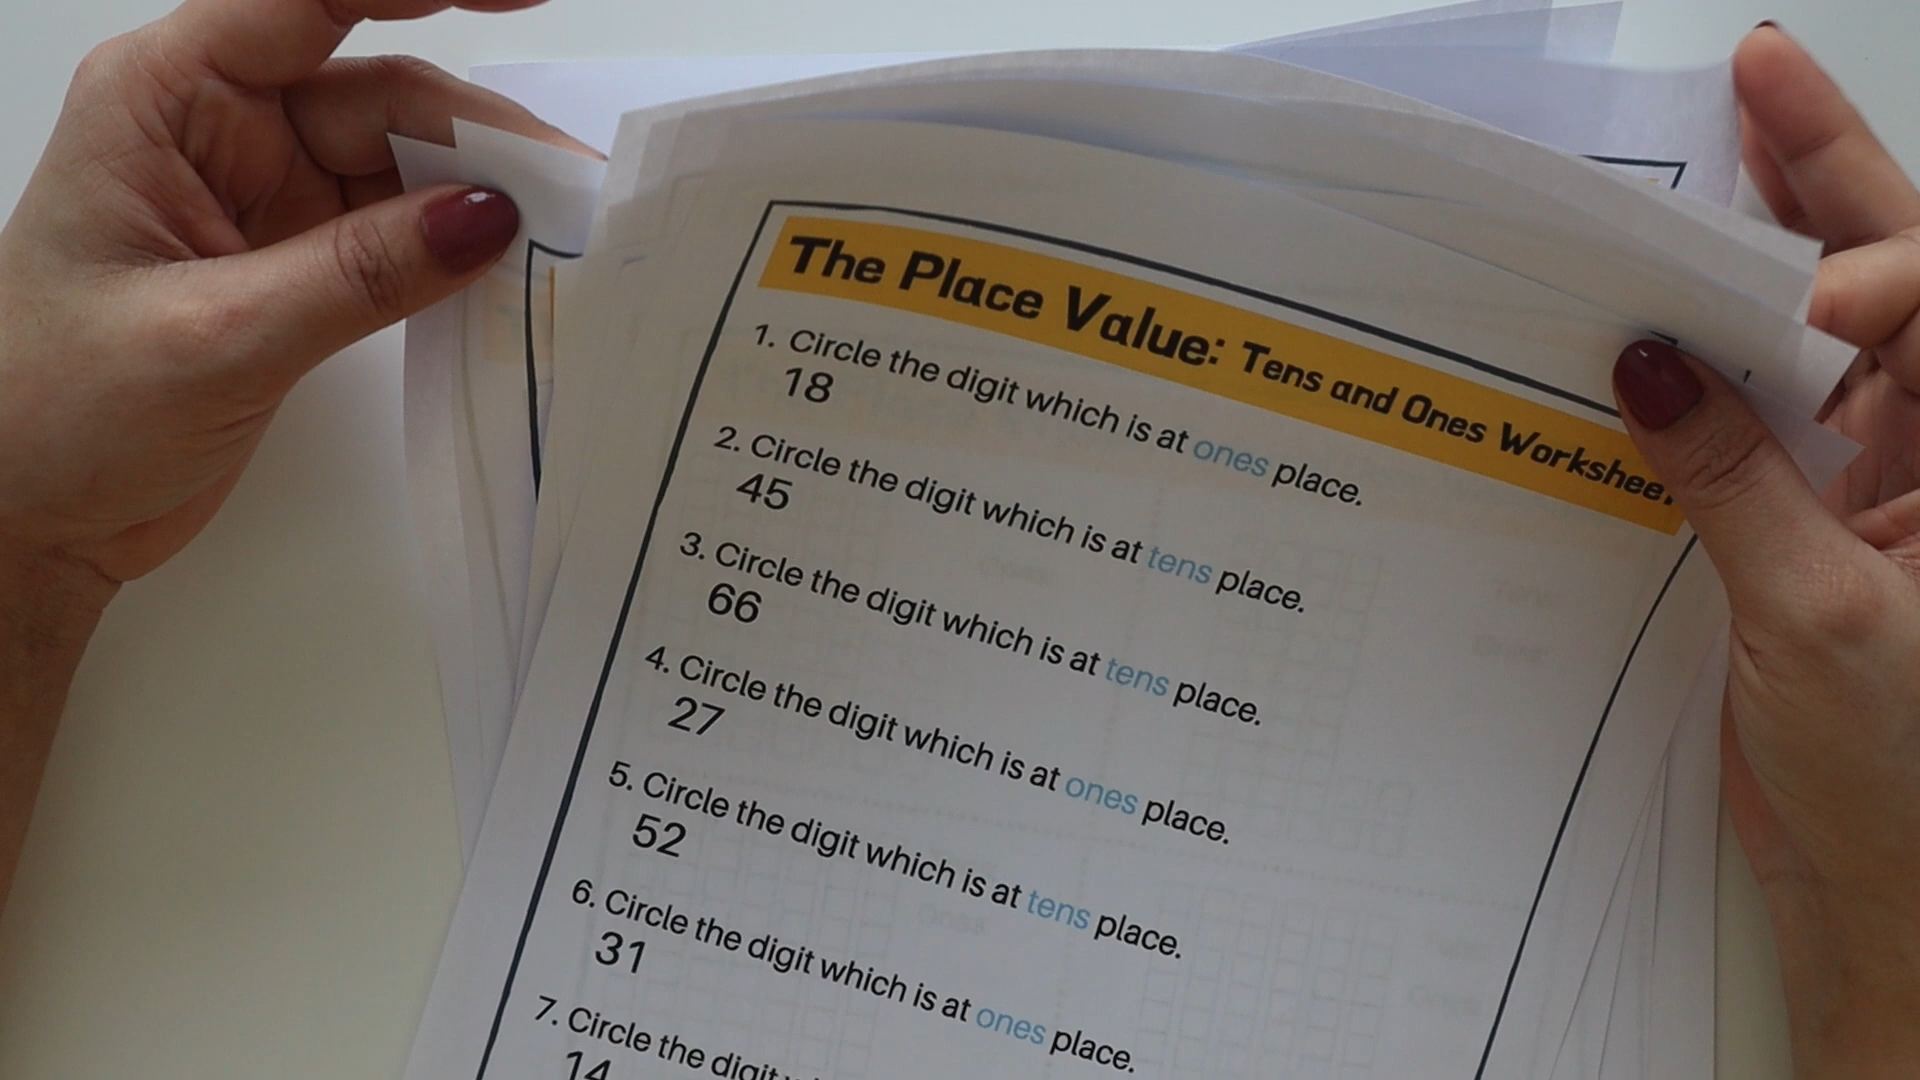 The Place Value: Tens and Ones
1. Circle the digit which is at ones place.
18
2. Circle the digit which is at tens place.
45
3. Circle the digit which is at tens place.
66
4. Circle the digit which is at ones place.
27
5. Circle the digit which is at tens place.
52
6. Circle the digit which is at ones place.
31
7. Circle the digit
14